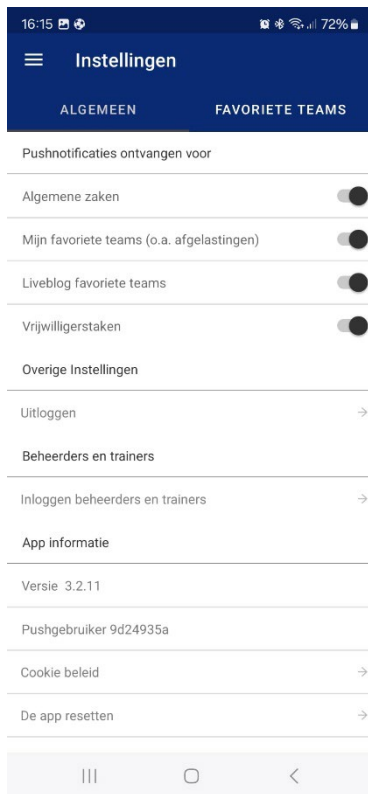 16:15 72%
Instellingen
ALGEMEEN FAVORIETE TEAMS
Pushnotificaties ontvangen voor
Algemene zaken
Mijn favoriete teams (o.a. afgelastingen)
Liveblog favoriete teams
Vrijwilligerstaken
Overige Instellingen
Uitloggen
Beheerders en trainers
Inloggen beheerders en trainers
App informatie
Versie 3.2.11
Pushgebruiker 9d24935a
Cookie beleid
De app resetten